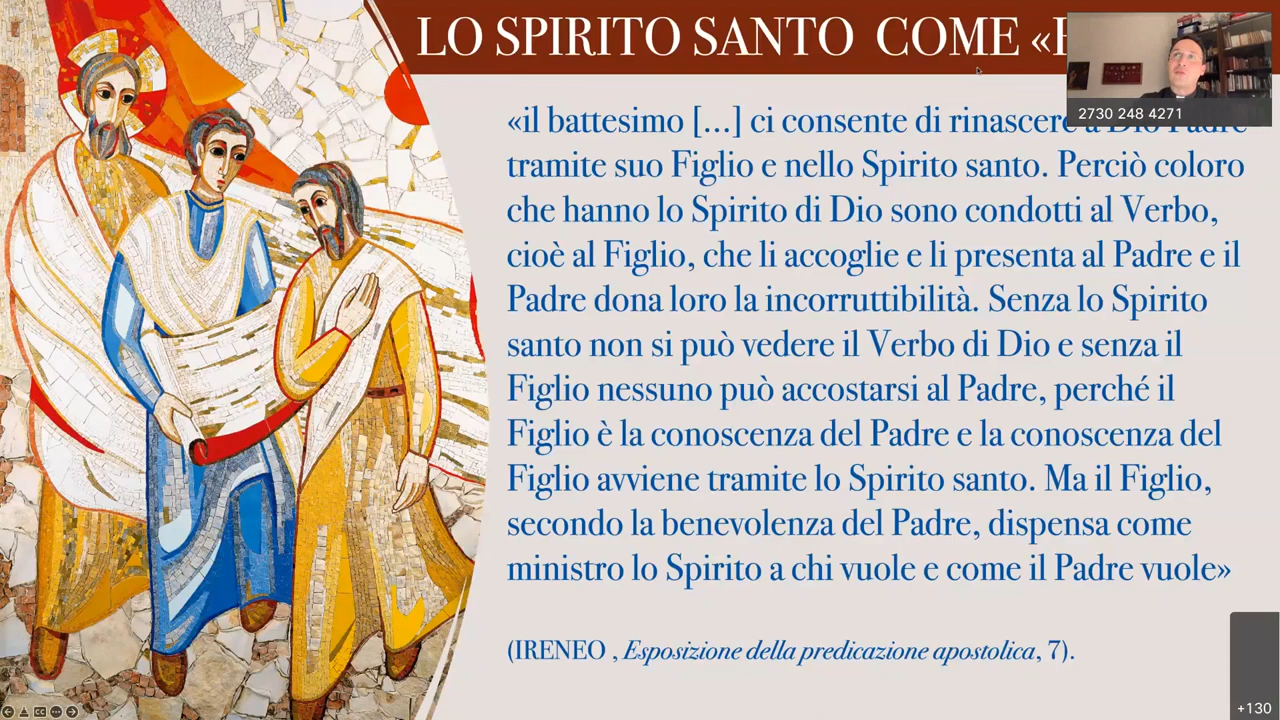 LO SPIRITO SANTO COME «
2730 248 4271
«il battesimo [...] ci consente di rinascere a Dio Padre
tramite suo Figlio e nello Spirito santo. Perciò coloro
che hanno lo Spirito di Dio sono condotti al Verbo,
cioè al Figlio, che li accoglie e li presenta al Padre e il
Padre dona loro la incorruttibilità. Senza lo Spirito
santo non si può vedere il Verbo di Dio e senza il
Figlio nessuno può accostarsi al Padre, perché il
Figlio è la conoscenza del Padre e la conoscenza del
Figlio avviene tramite lo Spirito santo. Ma il Figlio,
secondo la benevolenza del Padre, dispensa come
ministro lo Spirito a chi vuole e come il Padre vuole»
(IRENEO , Esposizione della predicazione apostolica, 7).
+130